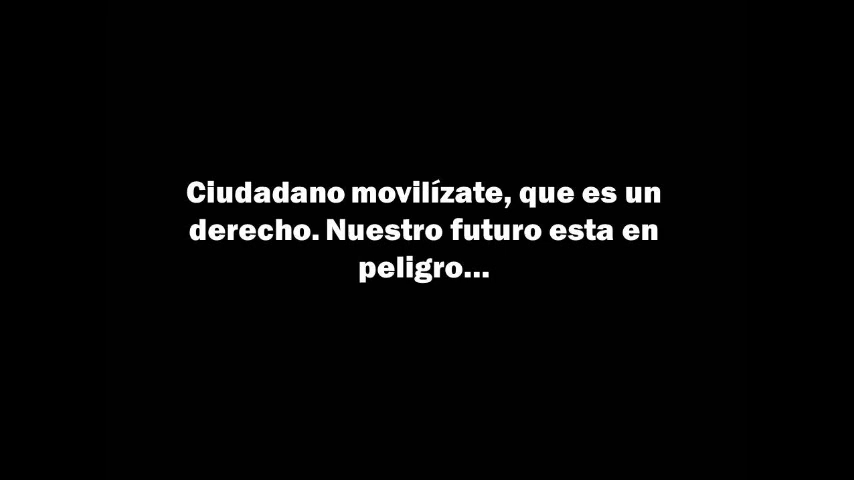 Ciudadano movilízate, que es un
derecho. Nuestro futuro esta en
peligro...